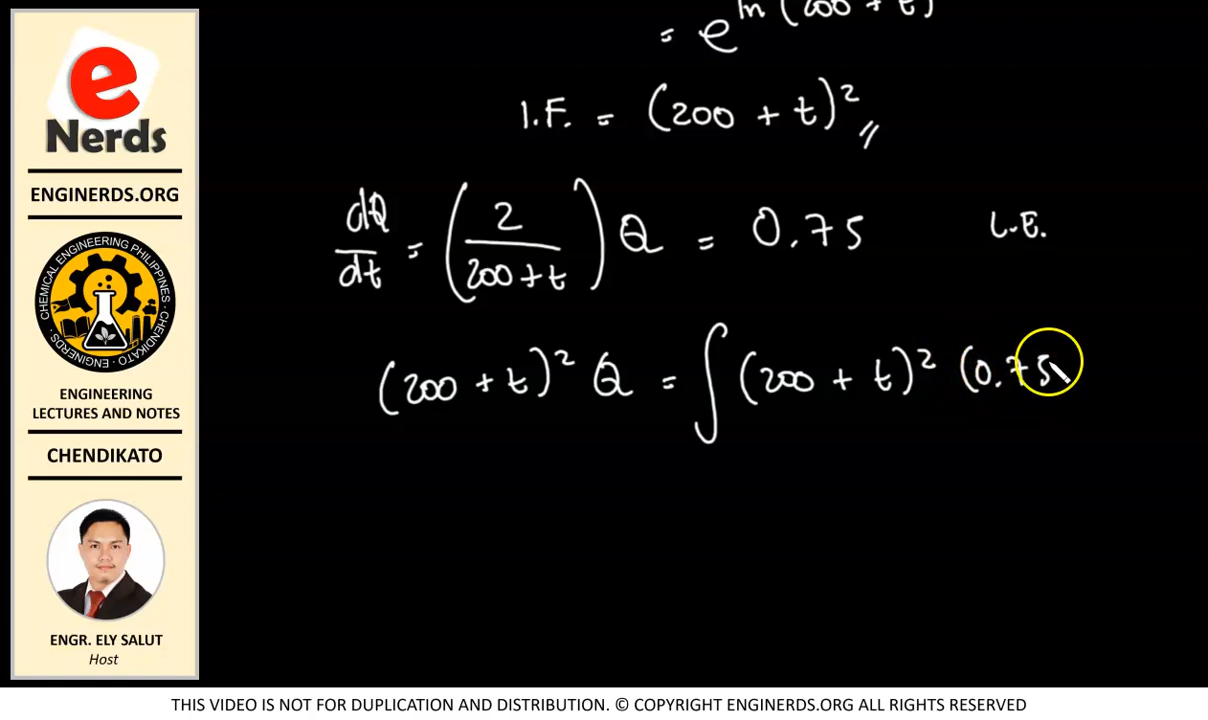 e
Nerds
ENGINERDS.ORG
CHEMICAL ENGINEERING PHILIPPINES
· CHENDIKATO · ENGINERDS ·
ENGINEERING
LECTURES AND NOTES
CHENDIKATO
ENGR. ELY SALUT
Host
= e^ln (200 + t)
I.F. = (200 + t)² //
dQ/dt = (2/(200 + t)) Q = 0.75 L.E.
(200 + t)² Q = ∫ (200 + t)² (0.75
THIS VIDEO IS NOT FOR DUPLICATION AND DISTRIBUTION. © COPYRIGHT ENGINERDS.ORG ALL RIGHTS RESERVED